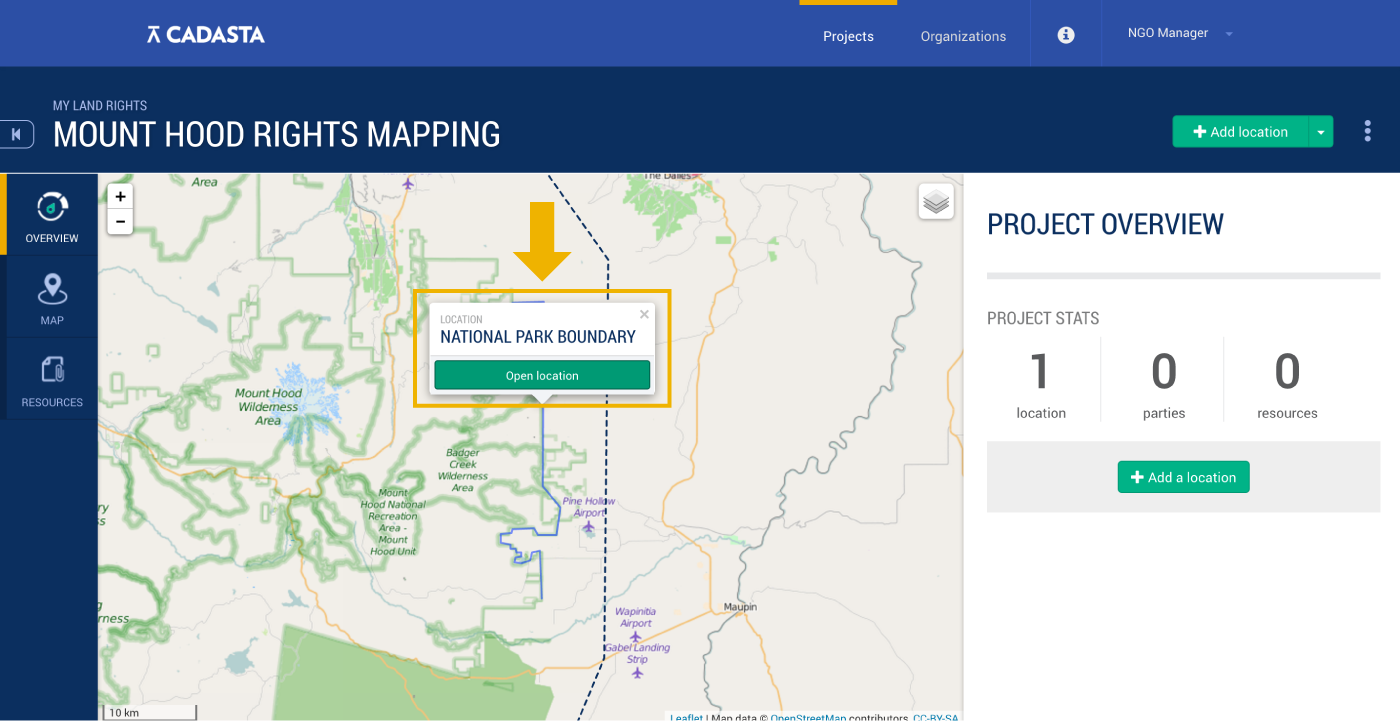 CADASTA
Projects
Organizations
NGO Manager
MY LAND RIGHTS
MOUNT HOOD RIGHTS MAPPING
+ Add location
OVERVIEW
MAP
RESOURCES
+
−
Area
The Dalles
LOCATION
×
NATIONAL PARK BOUNDARY
Open location
Mount Hood
Wilderness
Area
Badger
Creek
Wilderness
Area
Mount
Hood National
Recreation
Area -
Mount
Hood Unit
Pine Hollow
Airport
Maupin
Wapinitia
Airport
Gabel Landing
Strip
10 km
Leaflet | Map data © OpenStreetMap contributors, CC-BY-SA
PROJECT OVERVIEW
PROJECT STATS
1
location
0
parties
0
resources
+ Add a location